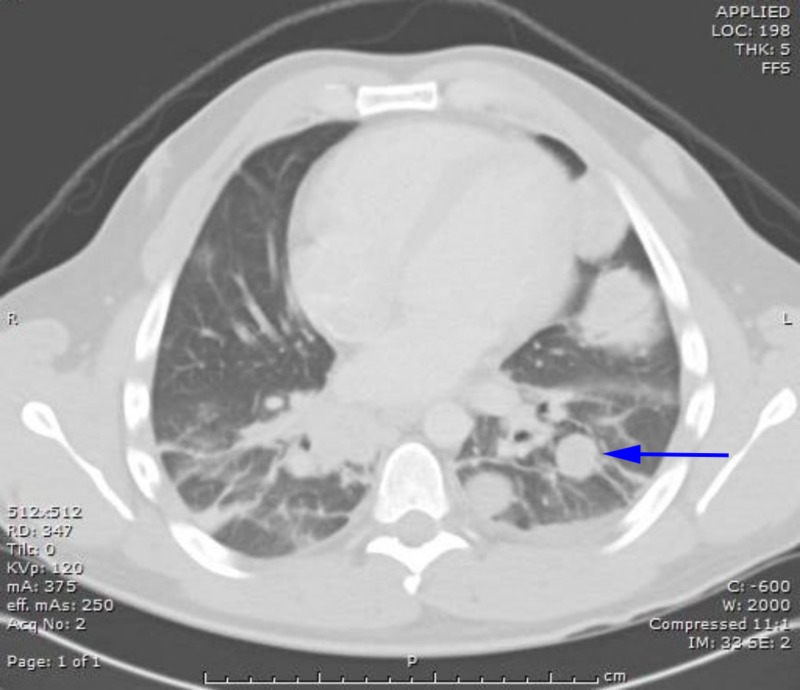 APPLIED
LOC: 198
THK: 5
FFS
R
L
512x512
RD: 347
Tilt: 0
KVp: 120
mA: 375
eff. mAs: 250
Acq No: 2
Page: 1 of 1
P
cm
C: -600
W: 2000
Compressed 11:1
IM: 33 SE: 2